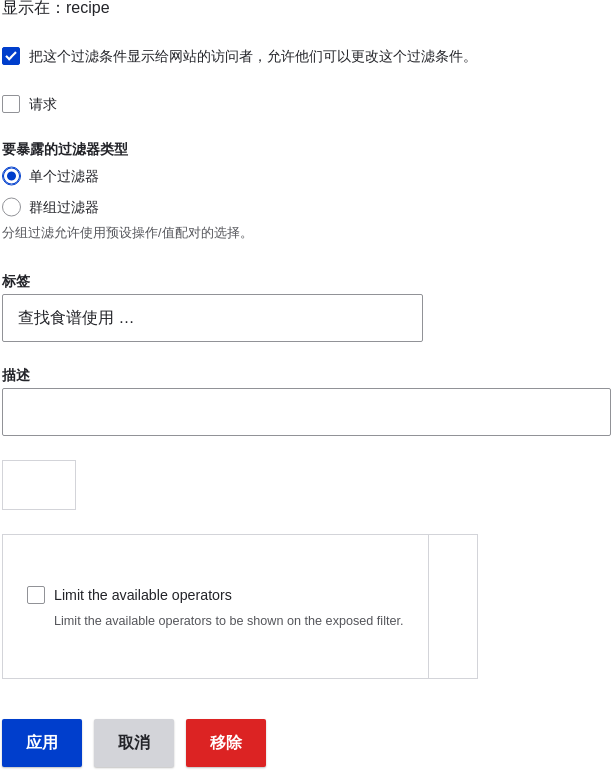 显示在：recipe
把这个过滤条件显示给网站的访问者，允许他们可以更改这个过滤条件。
请求
要暴露的过滤器类型
单个过滤器
群组过滤器
分组过滤允许使用预设操作/值配对的选择。
标签
查找食谱使用 …
描述
Limit the available operators
Limit the available operators to be shown on the exposed filter.
应用 取消 移除